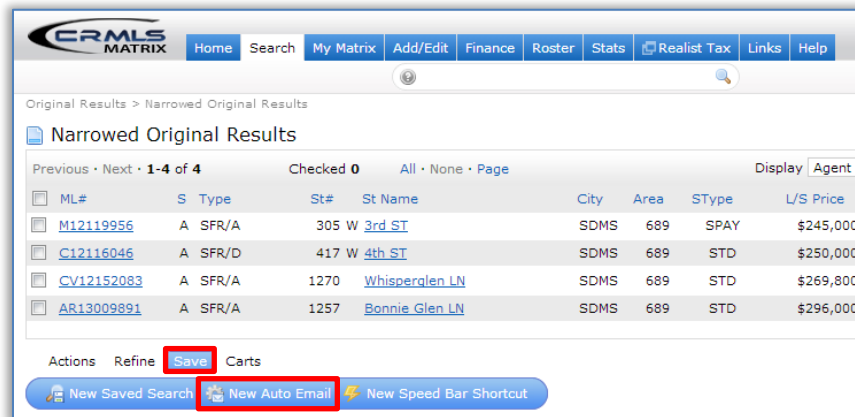 CRMLS
MATRIX
Home Search My Matrix Add/Edit Finance Roster Stats Realist Tax Links Help
Original Results > Narrowed Original Results
Narrowed Original Results
Previous · Next · 1-4 of 4 Checked 0 All · None · Page Display Agent
ML# S Type St# St Name City Area SType L/S Price
M12119956 A SFR/A 305 W 3rd ST SDMS 689 SPAY $245,000
C12116046 A SFR/D 417 W 4th ST SDMS 689 STD $250,000
CV12152083 A SFR/A 1270 Whisperglen LN SDMS 689 STD $269,800
AR13009891 A SFR/A 1257 Bonnie Glen LN SDMS 689 STD $296,000
Actions Refine Save Carts
New Saved Search New Auto Email New Speed Bar Shortcut